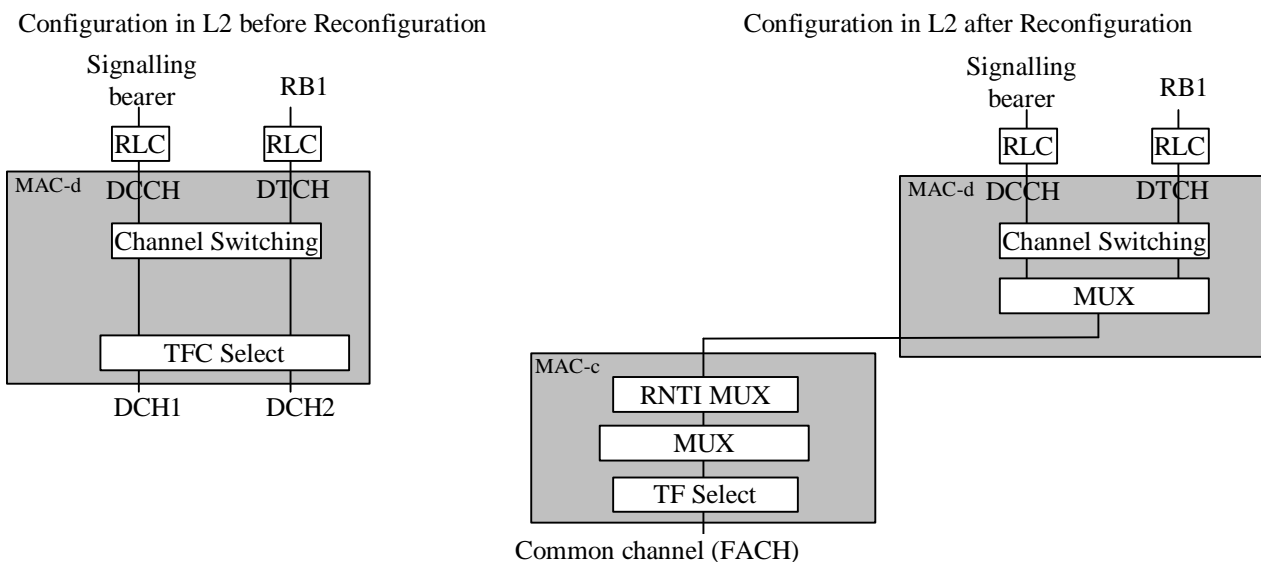 Configuration in L2 before Reconfiguration
Signalling
bearer
RB1
RLC
RLC
MAC-d
DCCH
DTCH
Channel Switching
TFC Select
DCH1
DCH2
Configuration in L2 after Reconfiguration
Signalling
bearer
RB1
RLC
RLC
MAC-d
DCCH
DTCH
Channel Switching
MUX
MAC-c
RNTI MUX
MUX
TF Select
Common channel (FACH)